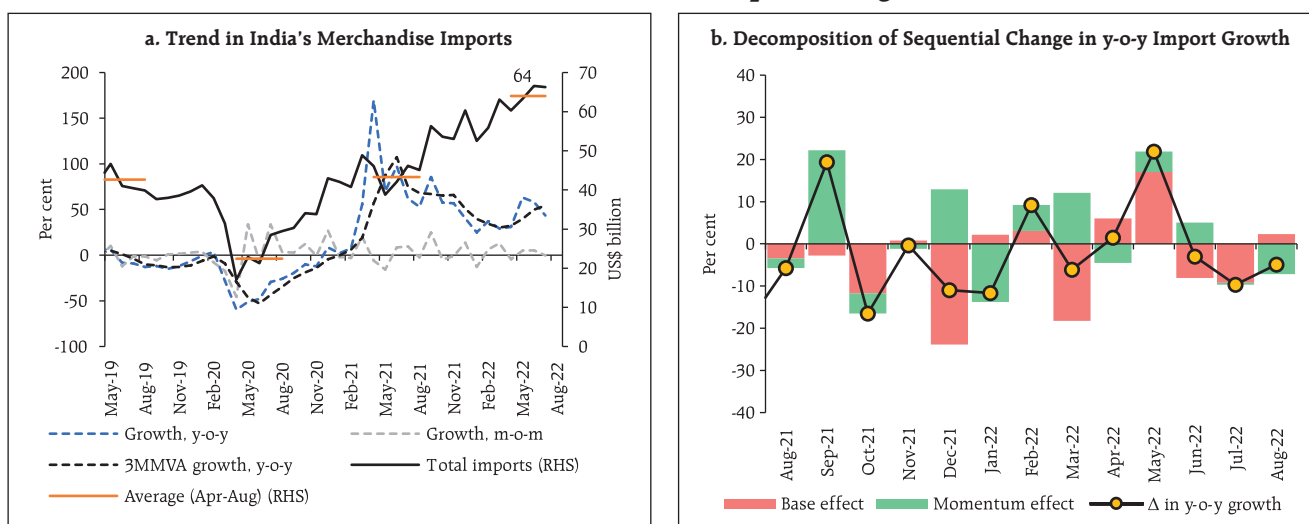 a. Trend in India's Merchandise Imports
64
200
150
100
50
0
-50
-100
Per cent
70
60
50
40
30
20
10
0
US$ billion
May-19
Aug-19
Nov-19
Feb-20
May-20
Aug-20
Nov-20
Feb-21
May-21
Aug-21
Nov-21
Feb-22
May-22
Aug-22
Growth, y-o-y
Growth, m-o-m
3MMVA growth, y-o-y
Total imports (RHS)
Average (Apr-Aug) (RHS)
b. Decomposition of Sequential Change in y-o-y Import Growth
40
30
20
10
0
-10
-20
-30
-40
Per cent
Aug-21
Sep-21
Oct-21
Nov-21
Dec-21
Jan-22
Feb-22
Mar-22
Apr-22
May-22
Jun-22
Jul-22
Aug-22
Base effect
Momentum effect
Δ in y-o-y growth